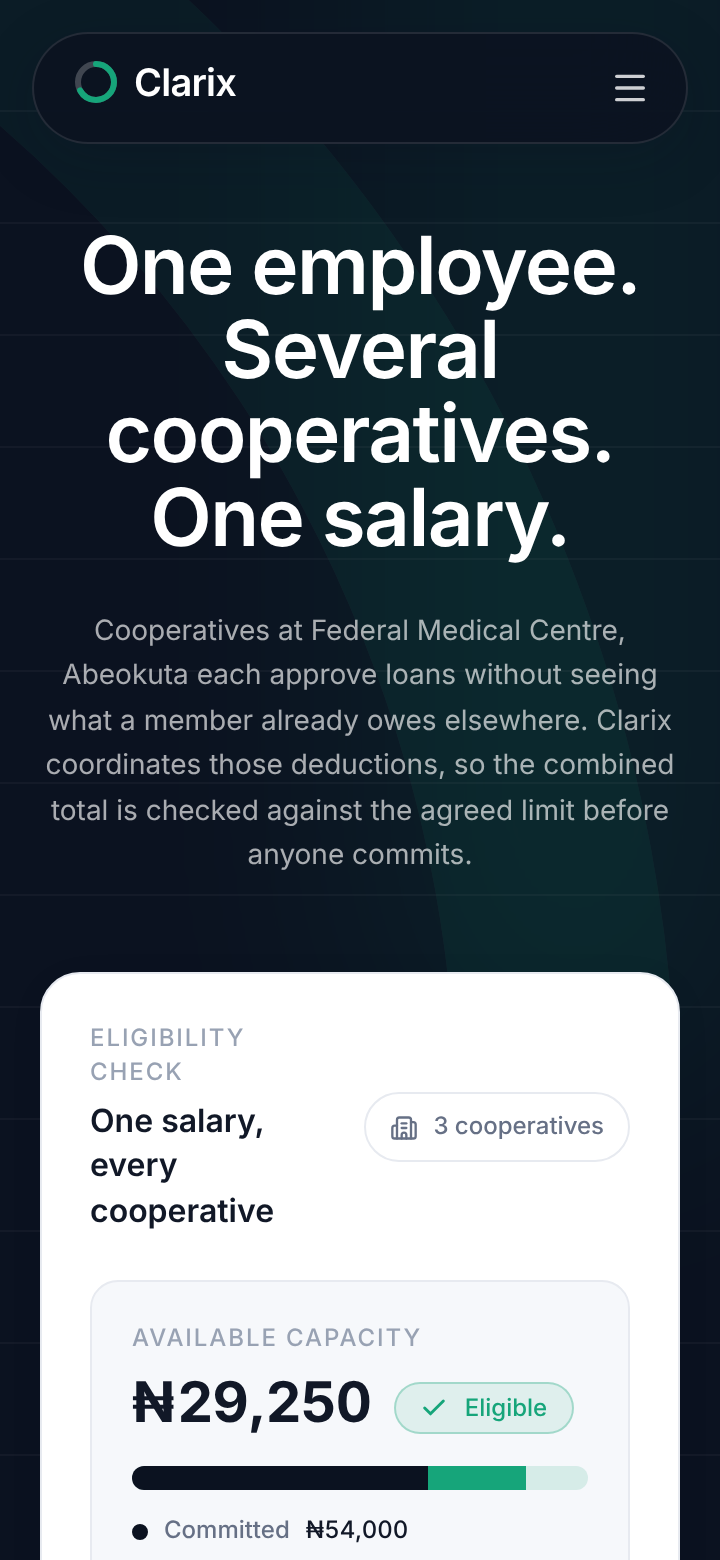 Clarix
One employee.
Several
cooperatives.
One salary.
Cooperatives at Federal Medical Centre,
Abeokuta each approve loans without seeing
what a member already owes elsewhere. Clarix
coordinates those deductions, so the combined
total is checked against the agreed limit before
anyone commits.
ELIGIBILITY
CHECK
One salary,
every
cooperative
3 cooperatives
AVAILABLE CAPACITY
₦29,250
Eligible
Committed ₦54,000